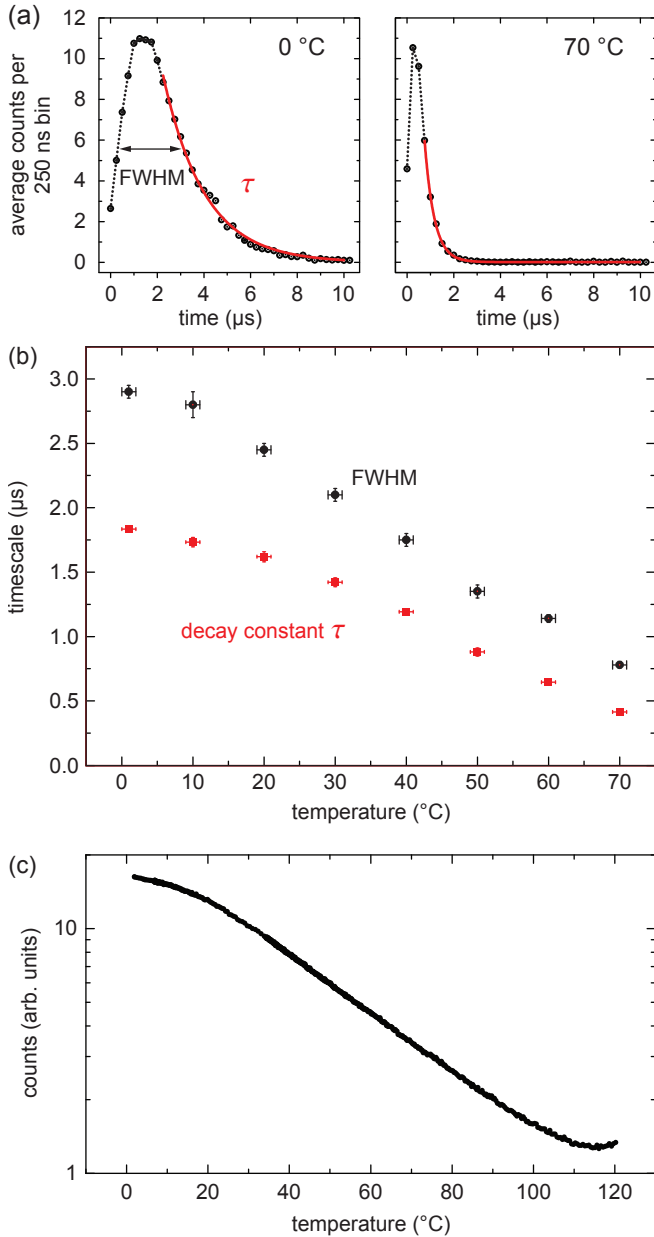 (a)
0 °C
70 °C
average counts per
250 ns bin
12
10
8
6
4
2
0
FWHM
τ
0 2 4 6 8 10
time (µs)
0 2 4 6 8 10
time (µs)
(b)
timescale (µs)
3.0
2.5
2.0
1.5
1.0
0.5
0.0
FWHM
decay constant τ
0 10 20 30 40 50 60 70
temperature (°C)
(c)
counts (arb. units)
10
1
0 20 40 60 80 100 120
temperature (°C)